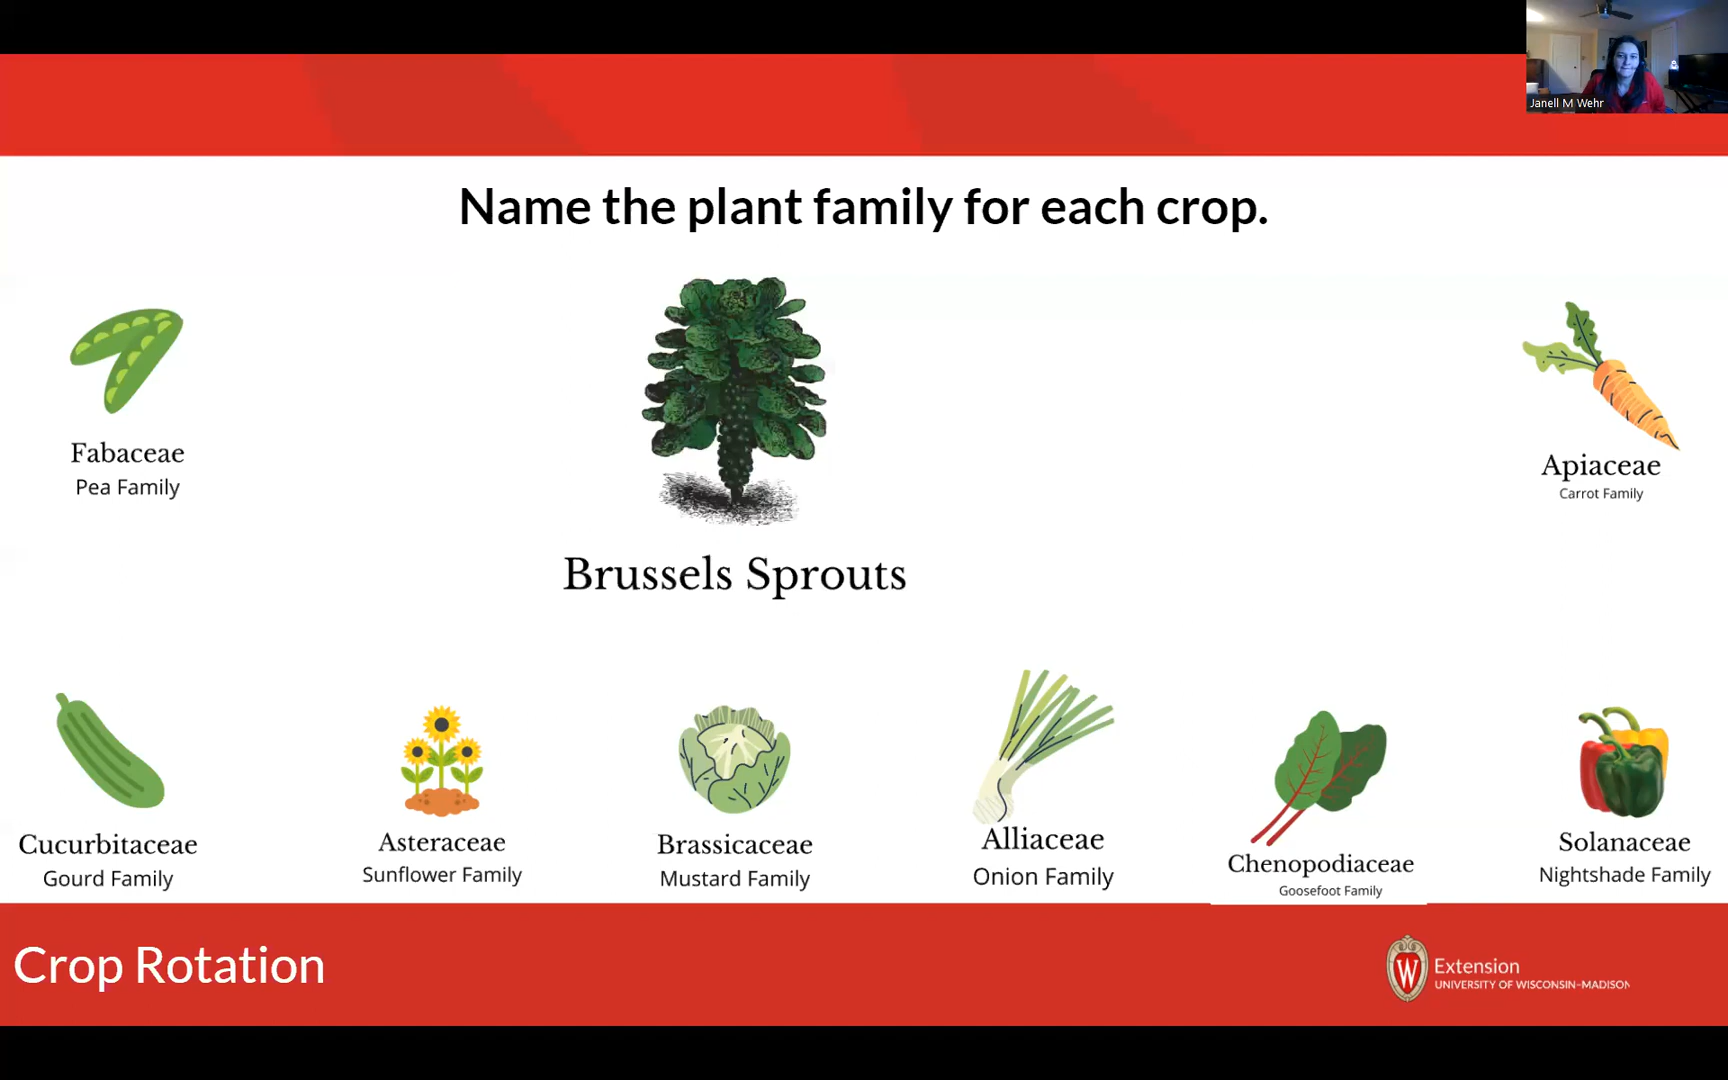 Janell M Wehr
Name the plant family for each crop.
Fabaceae
Pea Family
Brussels Sprouts
Apiaceae
Carrot Family
Cucurbitaceae
Gourd Family
Asteraceae
Sunflower Family
Brassicaceae
Mustard Family
Alliaceae
Onion Family
Chenopodiaceae
Goosefoot Family
Solanaceae
Nightshade Family
Crop Rotation
W
Extension
UNIVERSITY OF WISCONSIN–MADISON